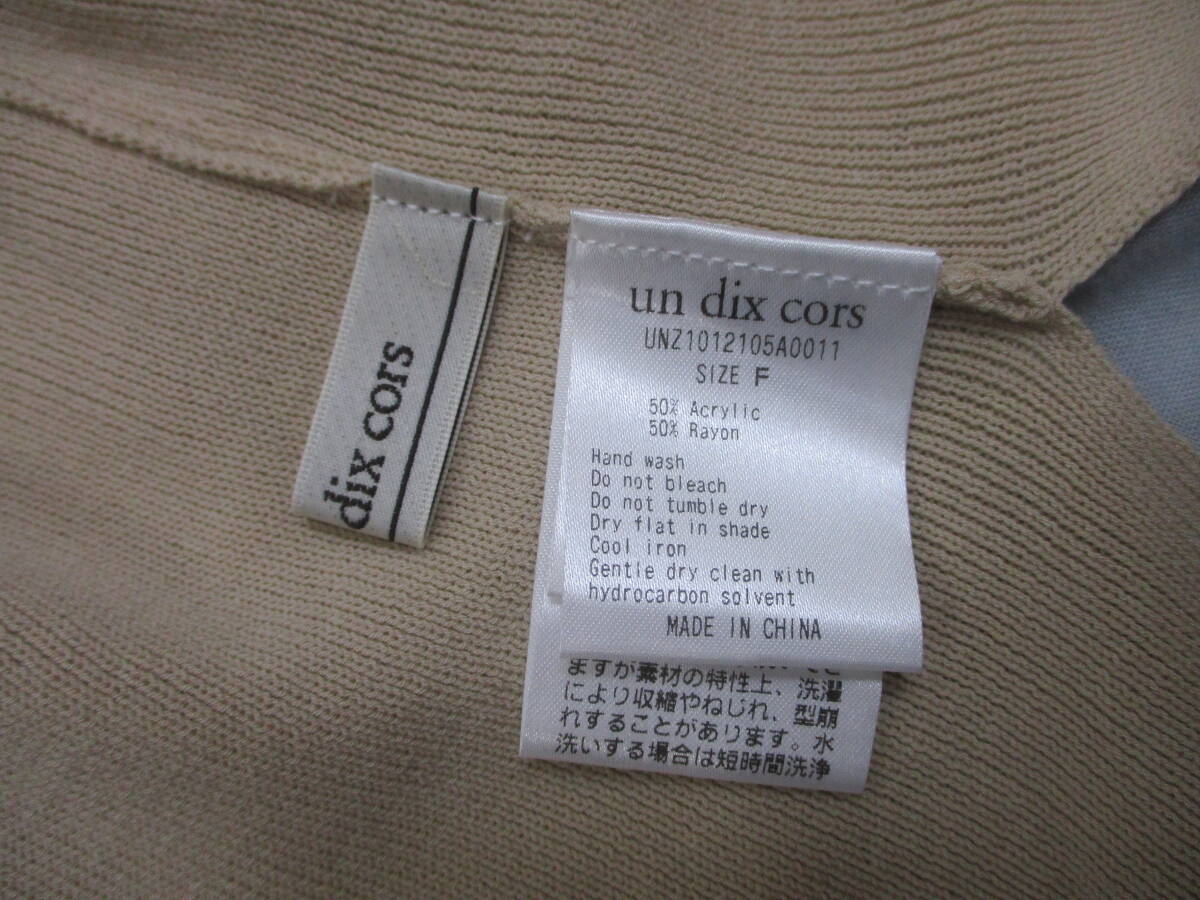 dix cors
un dix cors
UNZ1012105A0011
SIZE F
50% Acrylic
50% Rayon
Hand wash
Do not bleach
Do not tumble dry
Dry flat in shade
Cool iron
Gentle dry clean with
hydrocarbon solvent
MADE IN CHINA
ますが素材の特性上、洗濯
により収縮やねじれ、型崩
れすることがあります。水
洗いする場合は短時間洗浄